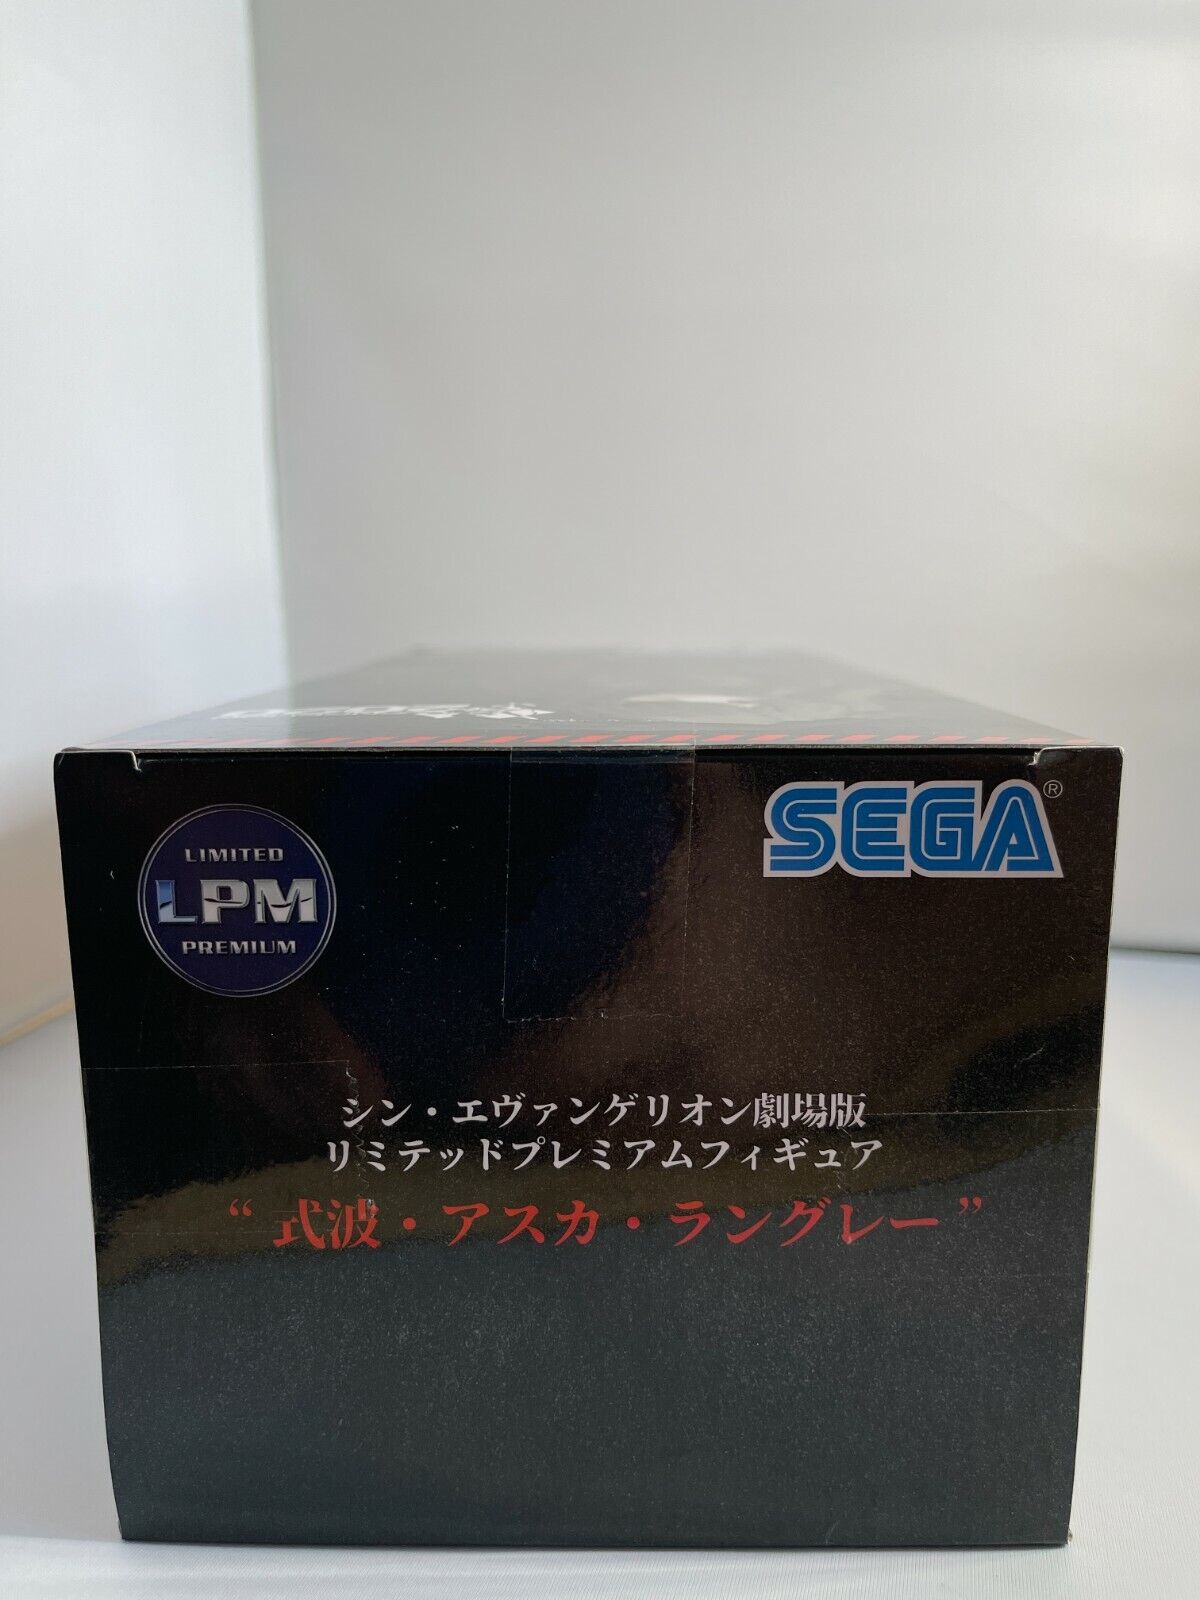 LIMITED
LPM
PREMIUM
SEGA®
シン・エヴァンゲリオン劇場版
リミテッドプレミアムフィギュア
“式波・アスカ・ラングレー”